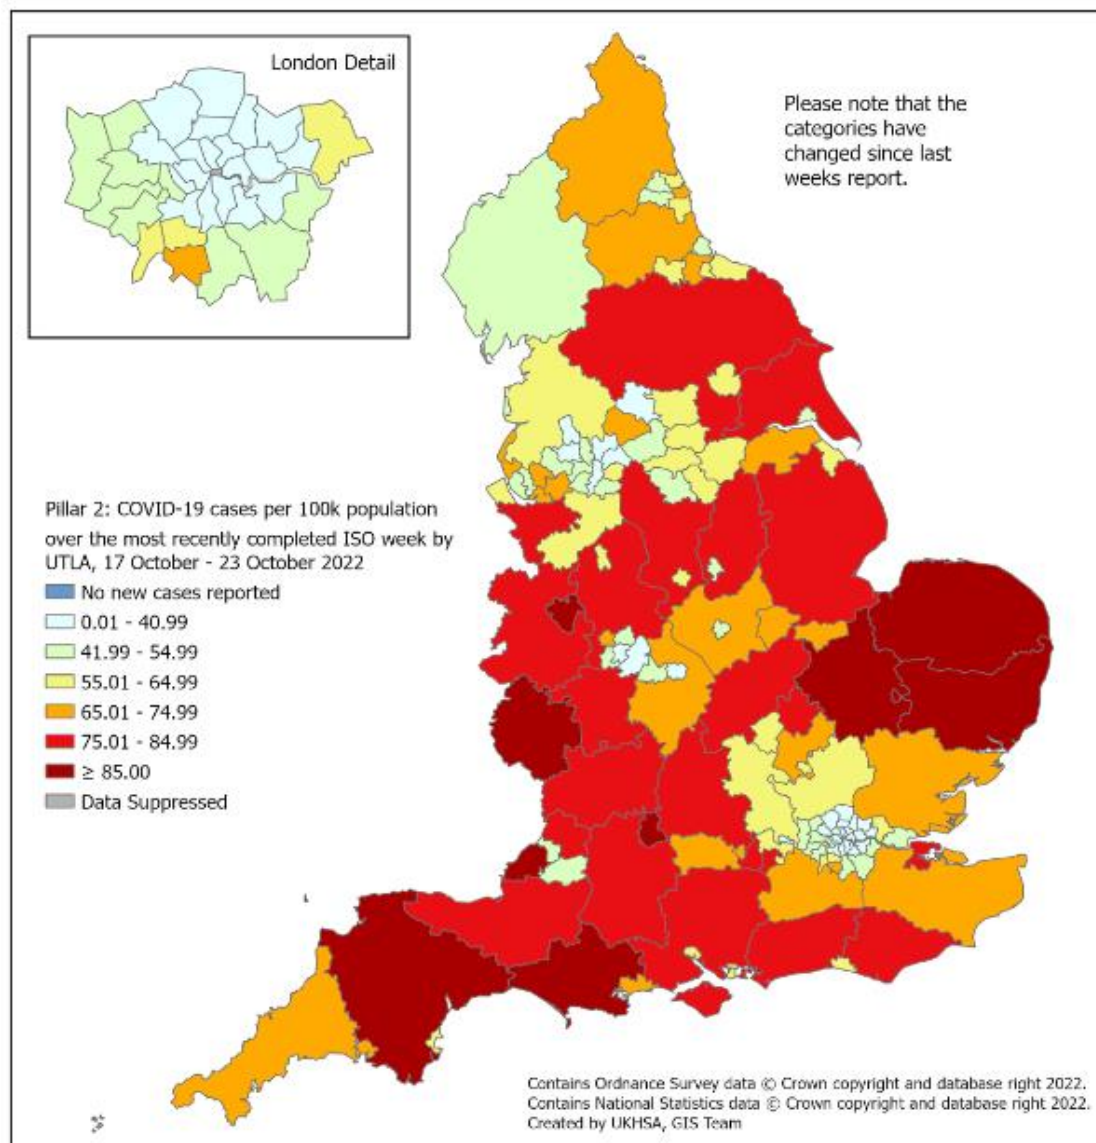 London Detail
Please note that the
categories have
changed since last
weeks report.
Pillar 2: COVID-19 cases per 100k population
over the most recently completed ISO week by
UTLA, 17 October - 23 October 2022
No new cases reported
0.01 - 40.99
41.99 - 54.99
55.01 - 64.99
65.01 - 74.99
75.01 - 84.99
≥ 85.00
Data Suppressed
Contains Ordnance Survey data © Crown copyright and database right 2022.
Contains National Statistics data © Crown copyright and database right 2022.
Created by UKHSA, GIS Team